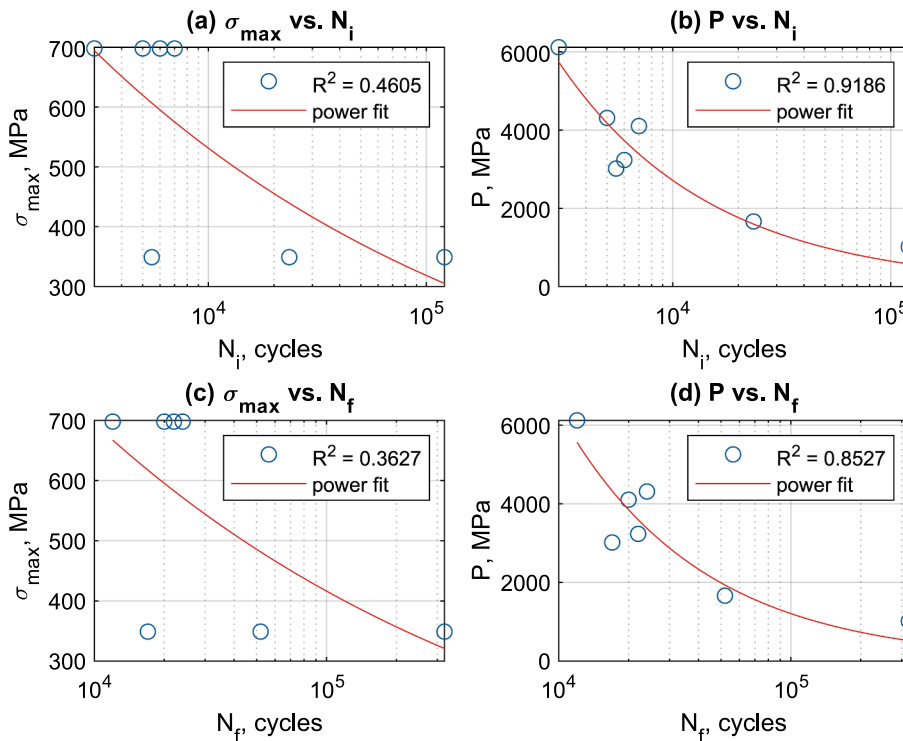 (a) σmax vs. Ni
700
600
500
400
300
σmax, MPa
R² = 0.4605
power fit
10⁴
10⁵
Ni, cycles
(b) P vs. Ni
6000
4000
2000
0
P, MPa
R² = 0.9186
power fit
10⁴
10⁵
Ni, cycles
(c) σmax vs. Nf
700
600
500
400
300
σmax, MPa
R² = 0.3627
power fit
10⁴
10⁵
Nf, cycles
(d) P vs. Nf
6000
4000
2000
0
P, MPa
R² = 0.8527
power fit
10⁴
10⁵
Nf, cycles